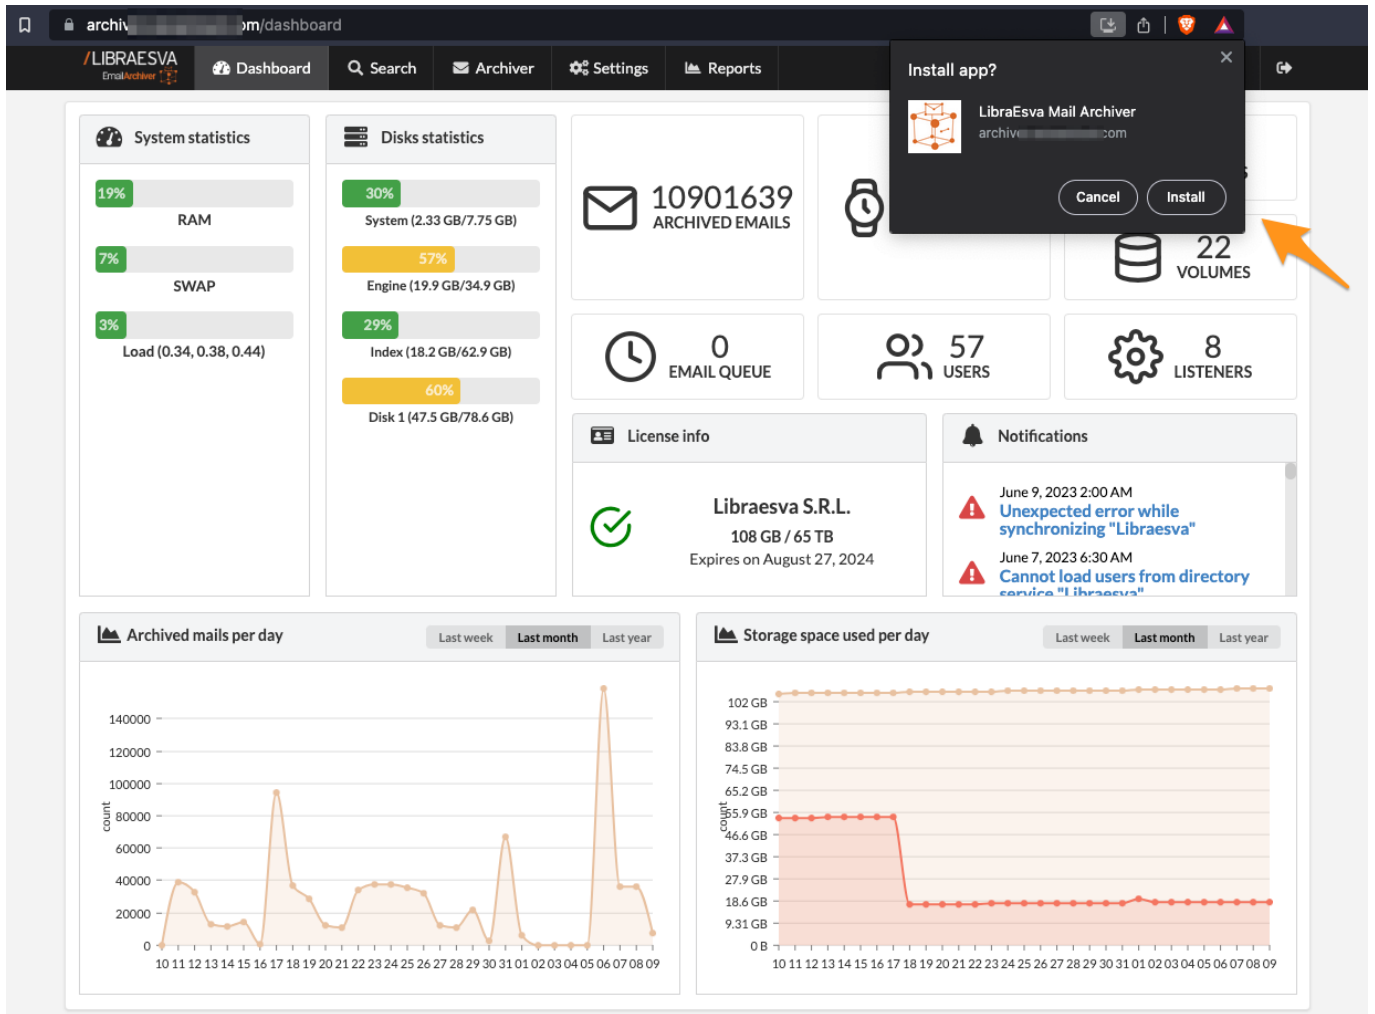 archiv om/dashboard
/LIBRAESVA
EmailArchiver
Dashboard
Search
Archiver
Settings
Reports
Install app?
LibraEsva Mail Archiver
archive com
Cancel
Install
System statistics
19%
RAM
7%
SWAP
3%
Load (0.34, 0.38, 0.44)
Disks statistics
30%
System (2.33 GB/7.75 GB)
57%
Engine (19.9 GB/34.9 GB)
29%
Index (18.2 GB/62.9 GB)
60%
Disk 1 (47.5 GB/78.6 GB)
10901639
ARCHIVED EMAILS
22
VOLUMES
0
EMAIL QUEUE
57
USERS
8
LISTENERS
License info
Libraesva S.R.L.
108 GB / 65 TB
Expires on August 27, 2024
Notifications
June 9, 2023 2:00 AM
Unexpected error while
synchronizing "Libraesva"
June 7, 2023 6:30 AM
Cannot load users from directory
service "Libraesva"
Archived mails per day
Last week Last month Last year
140000
120000
100000
80000
60000
40000
20000
0
count
10 11 12 13 14 15 16 17 18 19 20 21 22 23 24 25 26 27 28 29 30 31 01 02 03 04 05 06 07 08 09
Storage space used per day
Last week Last month Last year
102 GB
93.1 GB
83.8 GB
74.5 GB
65.2 GB
55.9 GB
46.6 GB
37.3 GB
27.9 GB
18.6 GB
9.31 GB
0 B
count
10 11 12 13 14 15 16 17 18 19 20 21 22 23 24 25 26 27 28 29 30 31 01 02 03 04 05 06 07 08 09